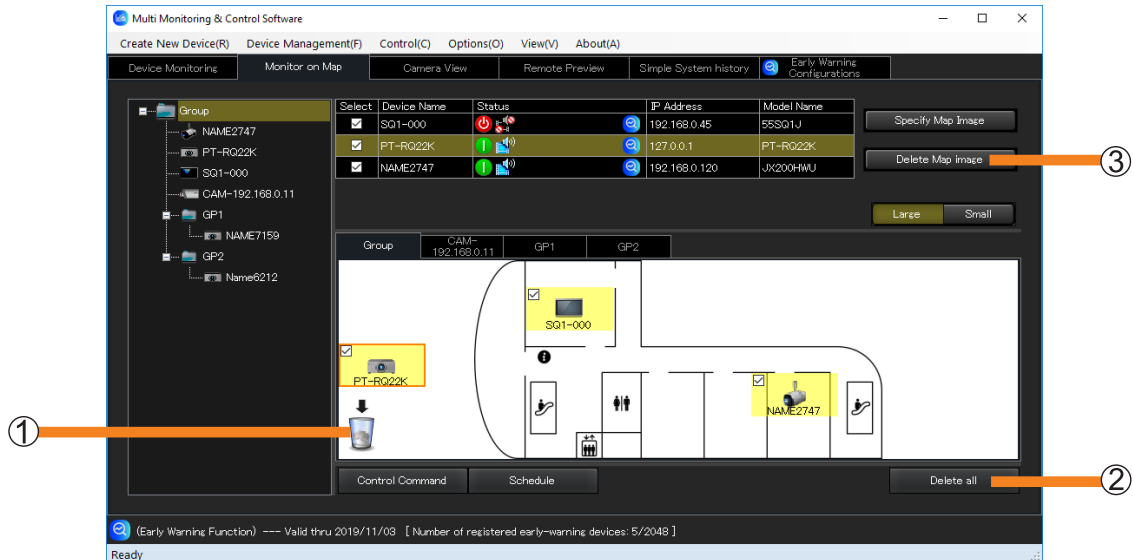 Multi Monitoring & Control Software
Create New Device(R) Device Management(F) Control(C) Options(O) View(V) About(A)
Device Monitoring Monitor on Map Camera View Remote Preview Simple System history Early Warning Configurations
Group
NAME2747
PT-RQ22K
SQ1-000
CAM-192.168.0.11
GP1
NAME7159
GP2
Name6212
Select Device Name Status IP Address Model Name
SQ1-000 192.168.0.45 55SQ1J
PT-RQ22K 127.0.0.1 PT-RQ22K
NAME2747 192.168.0.120 JX200HWU
Specify Map Image
Delete Map image
③
Large Small
Group CAM-192.168.0.11 GP1 GP2
SQ1-000
PT-RQ22K
NAME2747
①
Control Command Schedule Delete all
②
(Early Warning Function) --- Valid thru 2019/11/03 [ Number of registered early-warning devices: 5/2048 ]
Ready